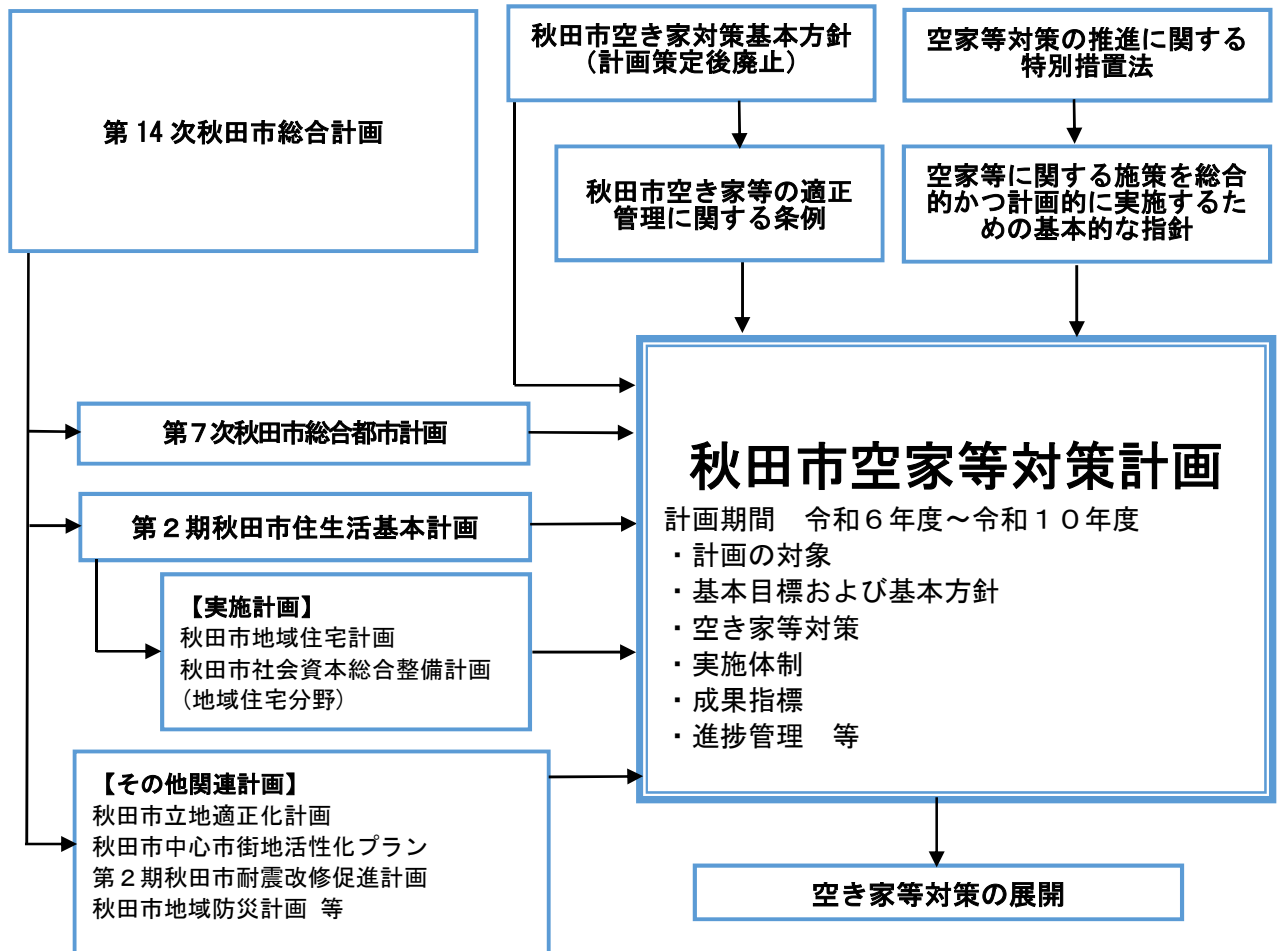 第14次秋田市総合計画
秋田市空き家対策基本方針
(計画策定後廃止)
空家等対策の推進に関する
特別措置法
秋田市空き家等の適正
管理に関する条例
空家等に関する施策を総合
的かつ計画的に実施するた
めの基本的な指針
第7次秋田市総合都市計画
第2期秋田市住生活基本計画
【実施計画】
秋田市地域住宅計画
秋田市社会資本総合整備計画
(地域住宅分野)
【その他関連計画】
秋田市立地適正化計画
秋田市中心市街地活性化プラン
第2期秋田市耐震改修促進計画
秋田市地域防災計画 等
秋田市空家等対策計画
計画期間 令和6年度~令和10年度
・計画の対象
・基本目標および基本方針
・空き家等対策
・実施体制
・成果指標
・進捗管理 等
空き家等対策の展開